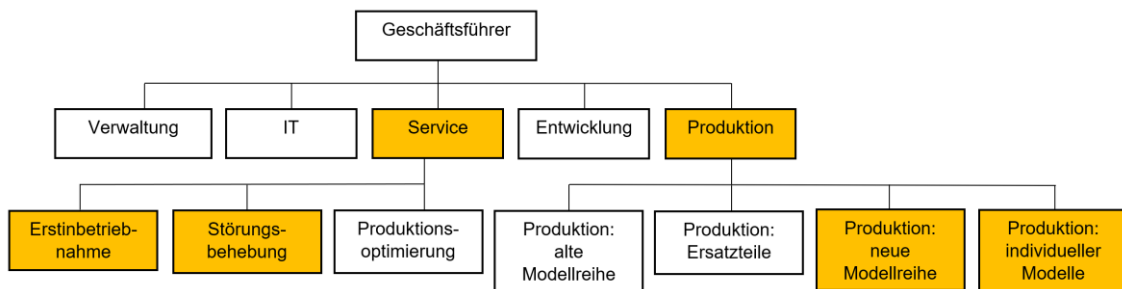 Geschäftsführer
Verwaltung
IT
Service
Entwicklung
Produktion
Erstinbetrieb-
nahme
Störungs-
behebung
Produktions-
optimierung
Produktion:
alte
Modellreihe
Produktion:
Ersatzteile
Produktion:
neue
Modellreihe
Produktion:
individueller
Modelle